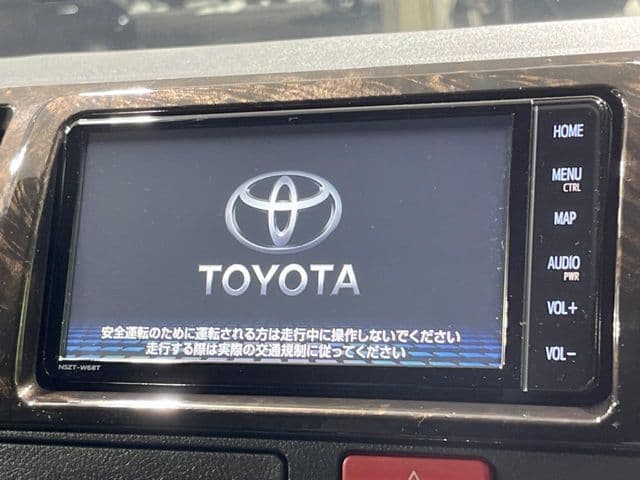 HOME
MENU
CTRL
MAP
AUDIO
PWR
VOL+
VOL-
TOYOTA
安全運転のために運転される方は走行中に操作しないでください
走行する際は実際の交通規制に従ってください
NSZT-W68T